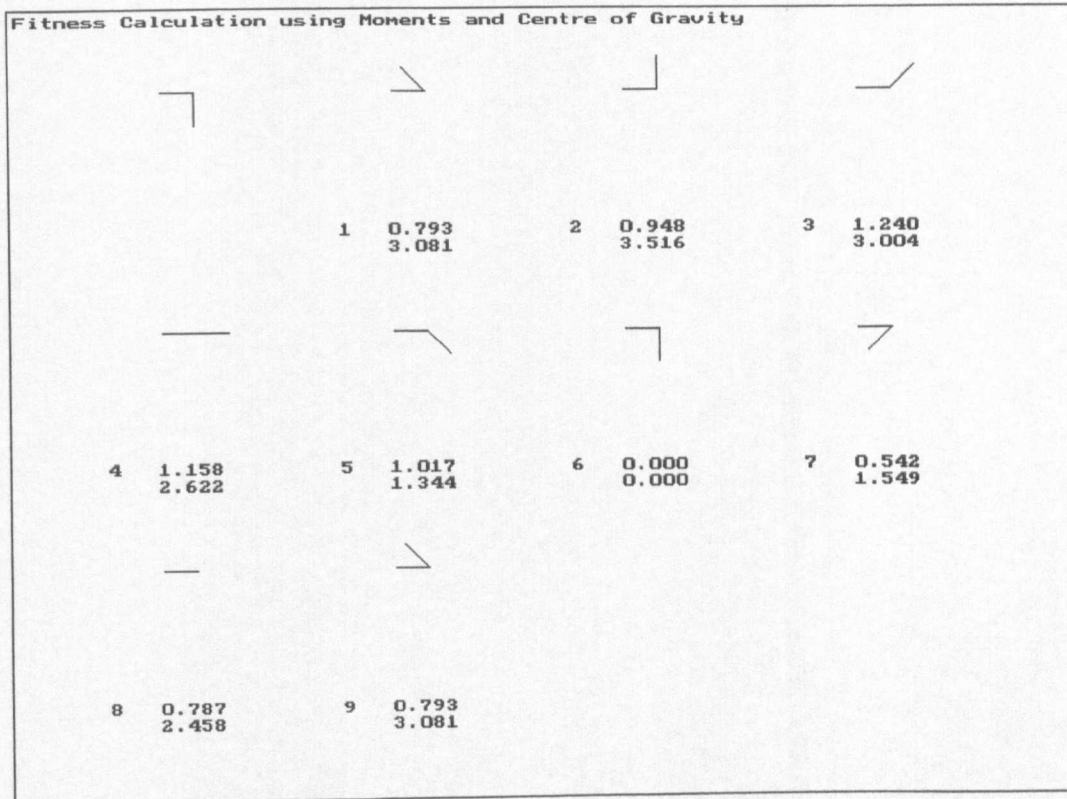 Fitness Calculation using Moments and Centre of Gravity
1 0.793 2 0.948 3 1.240
3.081 3.516 3.004
4 1.158 5 1.017 6 0.000 7 0.542
2.622 1.344 0.000 1.549
8 0.787 9 0.793
2.458 3.081